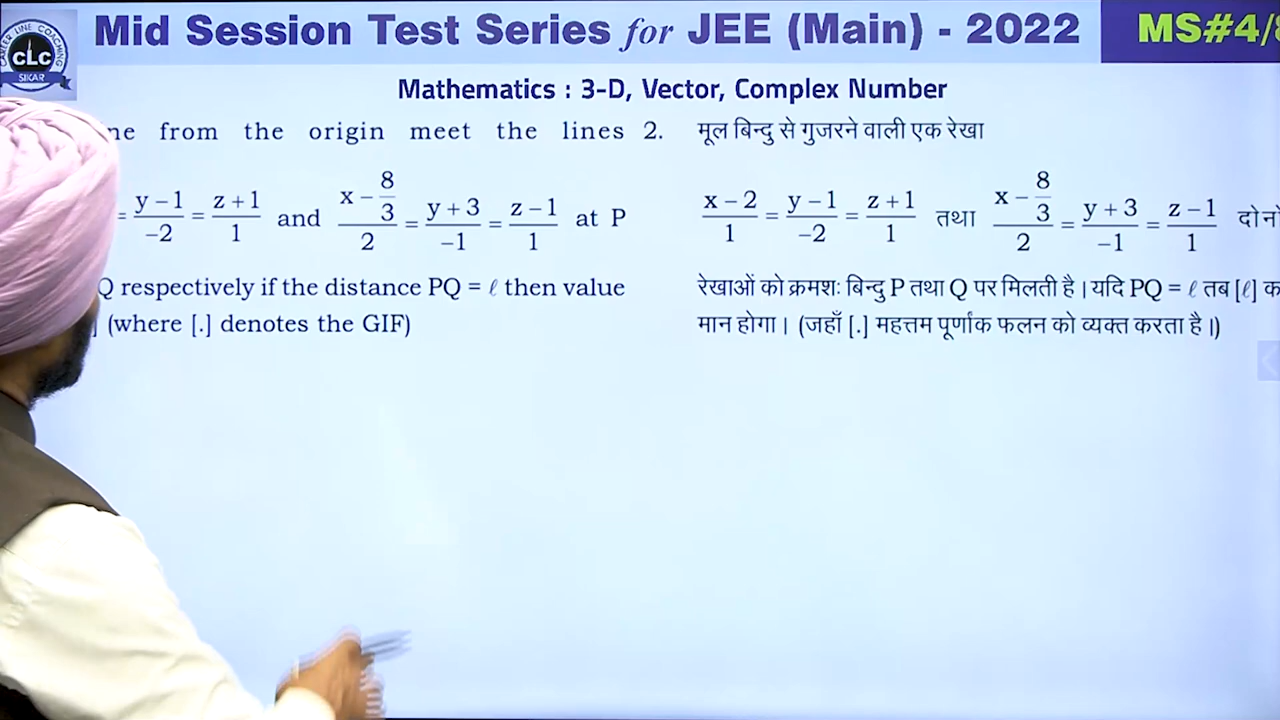 Mid Session Test Series for JEE (Main) - 2022
MS#4/
CAREER LINE COACHING
CLC
SIKAR
Mathematics : 3-D, Vector, Complex Number
ne from the origin meet the lines
= (y – 1)/(–2) = (z + 1)/1 and (x – 8/3)/2 = (y + 3)/(–1) = (z – 1)/1 at P
Q respectively if the distance PQ = ℓ then value
] (where [.] denotes the GIF)
2. मूल बिन्दु से गुजरने वाली एक रेखा
(x – 2)/1 = (y – 1)/(–2) = (z + 1)/1 तथा (x – 8/3)/2 = (y + 3)/(–1) = (z – 1)/1 दोनों
रेखाओं को क्रमशः बिन्दु P तथा Q पर मिलती है। यदि PQ = ℓ तब [ℓ] क
मान होगा। (जहाँ [.] महत्तम पूर्णांक फलन को व्यक्त करता है।)